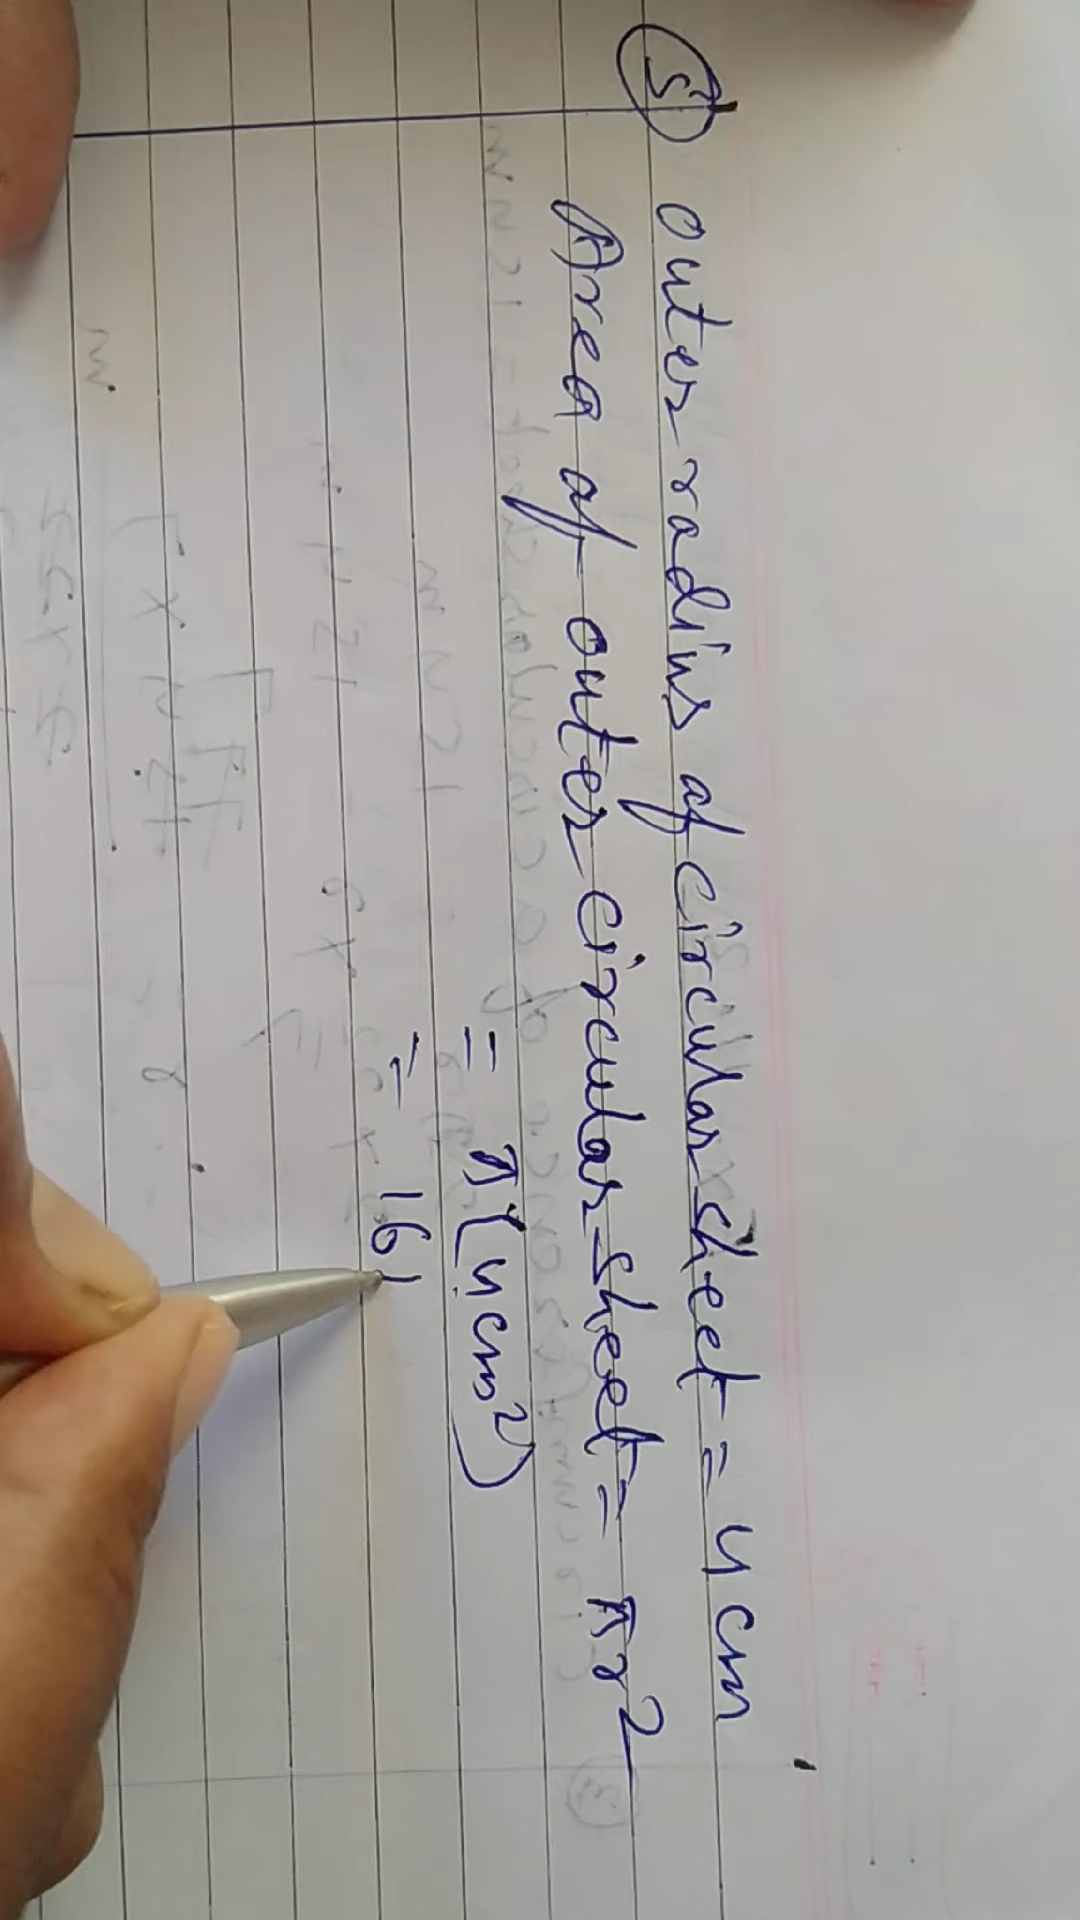 5 outer radius of circular sheet = 4 cm
Area of outer circular sheet = πr2
= π(4cm2)
= 16